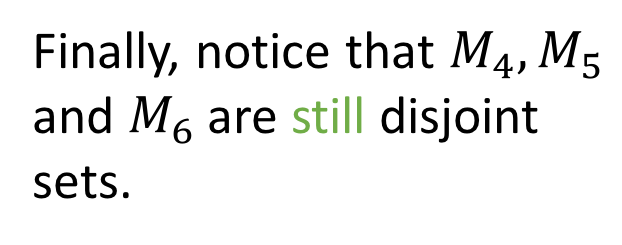 Finally, notice that 𝑀₄, 𝑀₅
and 𝑀₆ are still disjoint
sets.